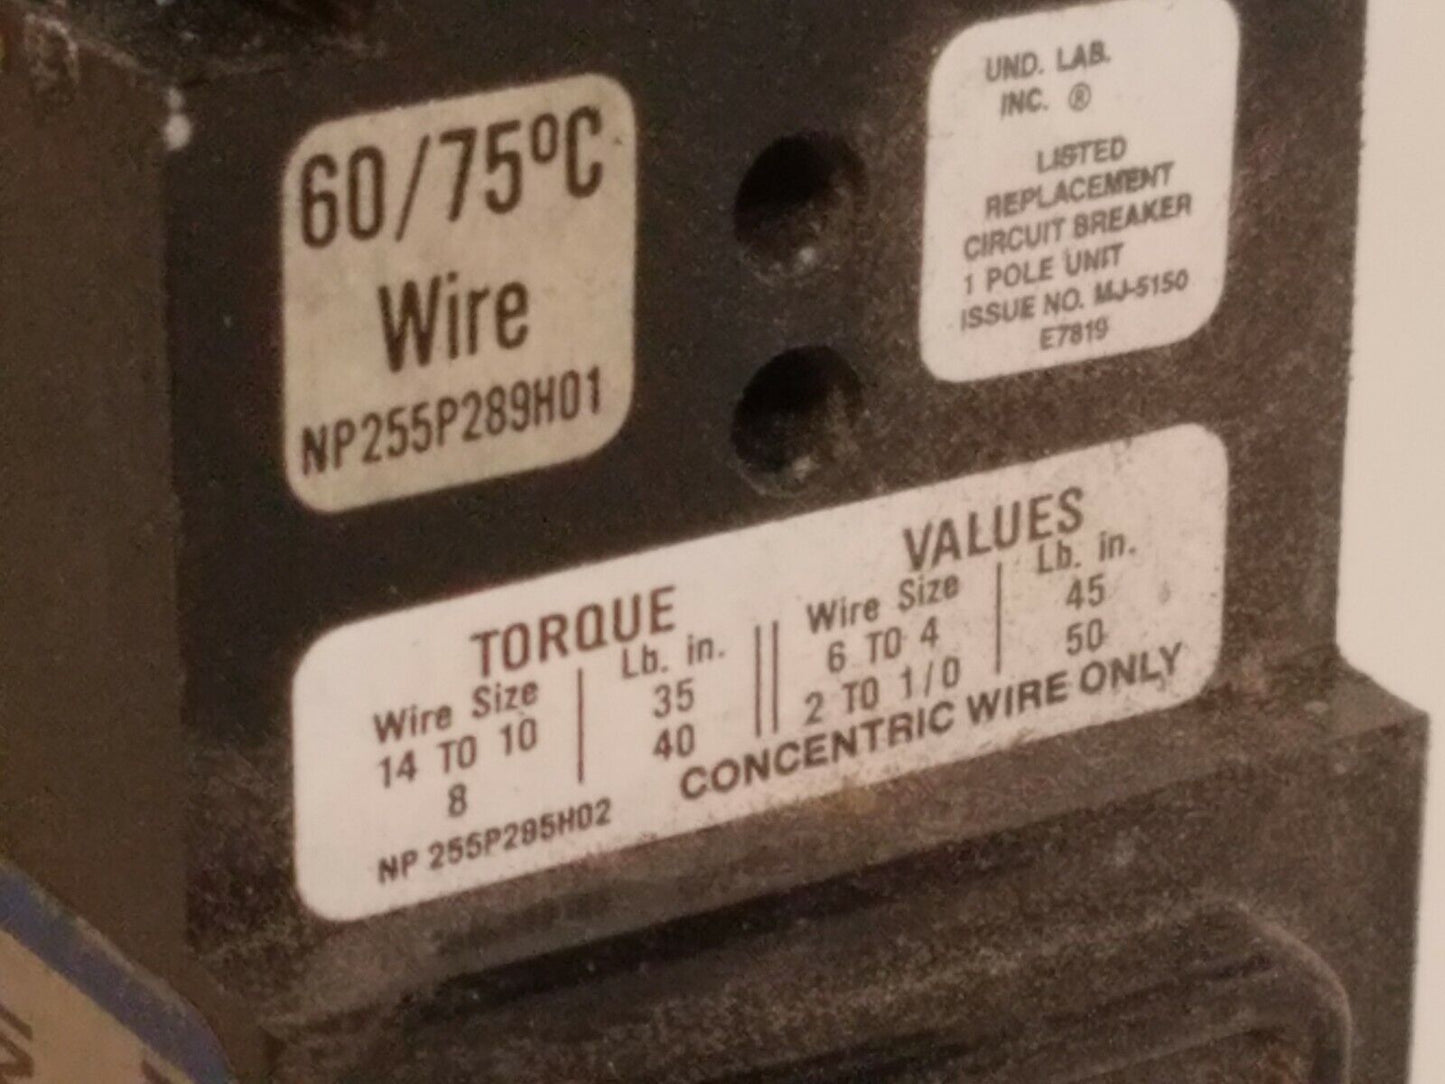 60/75ºC
Wire
NP255P289H01
UND. LAB.
INC. ®
LISTED
REPLACEMENT
CIRCUIT BREAKER
1 POLE UNIT
ISSUE NO. MJ-5150
E7819
TORQUE VALUES
Wire Size Lb. in. Wire Size Lb. in.
14 TO 10 35 6 TO 4 45
8 40 2 TO 1/0 50
NP 255P295H02 CONCENTRIC WIRE ONLY